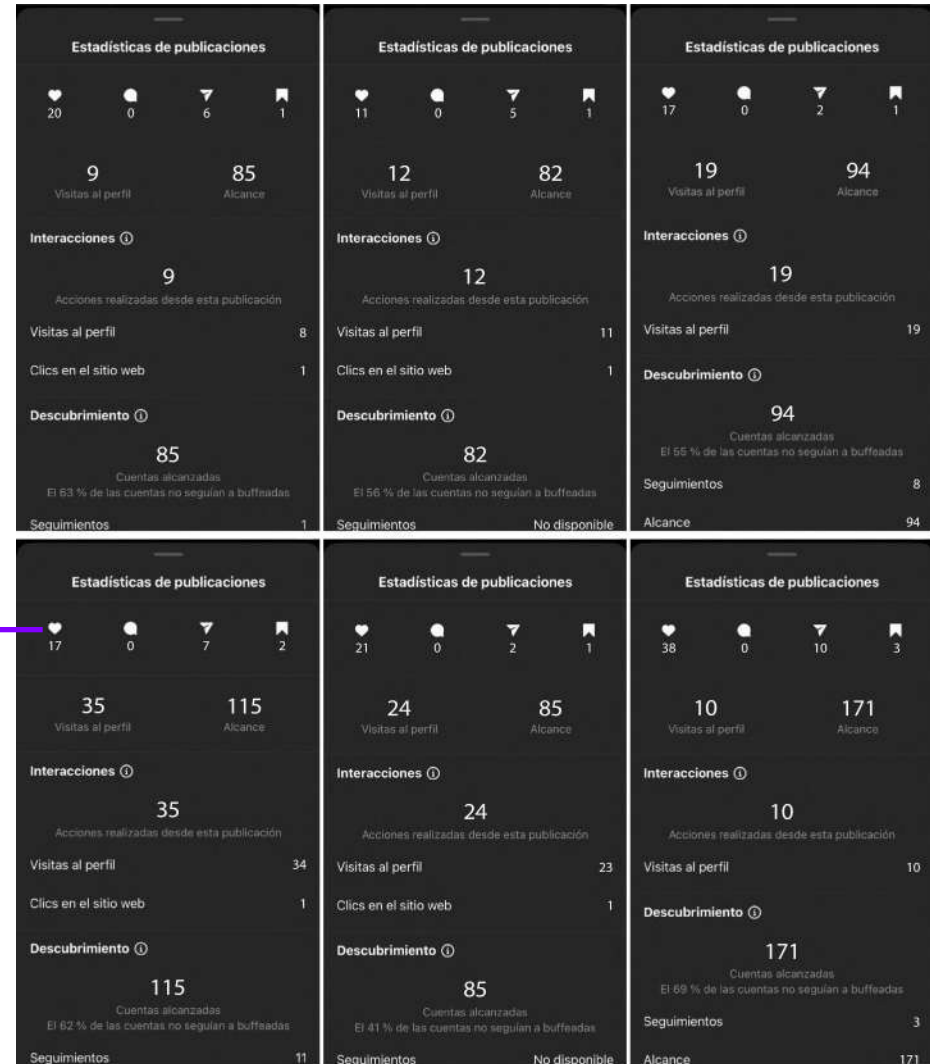 Estadísticas de publicaciones
20 0 6 1
9 85
Visitas al perfil Alcance
Interacciones
9
Acciones realizadas desde esta publicación
Visitas al perfil 8
Clics en el sitio web 1
Descubrimiento
85
Cuentas alcanzadas
El 63 % de las cuentas no seguían a buffeadas
Seguimientos 1
Estadísticas de publicaciones
11 0 5 1
12 82
Visitas al perfil Alcance
Interacciones
12
Acciones realizadas desde esta publicación
Visitas al perfil 11
Clics en el sitio web 1
Descubrimiento
82
Cuentas alcanzadas
El 56 % de las cuentas no seguían a buffeadas
Seguimientos No disponible
Estadísticas de publicaciones
17 0 2 1
19 94
Visitas al perfil Alcance
Interacciones
19
Acciones realizadas desde esta publicación
Visitas al perfil 19
Descubrimiento
94
Cuentas alcanzadas
El 55 % de las cuentas no seguían a buffeadas
Seguimientos 8
Alcance 94
Estadísticas de publicaciones
17 0 7 2
35 115
Visitas al perfil Alcance
Interacciones
35
Acciones realizadas desde esta publicación
Visitas al perfil 34
Clics en el sitio web 1
Descubrimiento
115
Cuentas alcanzadas
El 62 % de las cuentas no seguían a buffeadas
Seguimientos 11
Estadísticas de publicaciones
21 0 2 1
24 85
Visitas al perfil Alcance
Interacciones
24
Acciones realizadas desde esta publicación
Visitas al perfil 23
Clics en el sitio web 1
Descubrimiento
85
Cuentas alcanzadas
El 41 % de las cuentas no seguían a buffeadas
Seguimientos No disponible
Estadísticas de publicaciones
38 0 10 3
10 171
Visitas al perfil Alcance
Interacciones
10
Acciones realizadas desde esta publicación
Visitas al perfil 10
Descubrimiento
171
Cuentas alcanzadas
El 69 % de las cuentas no seguían a buffeadas
Seguimientos 3
Alcance 171